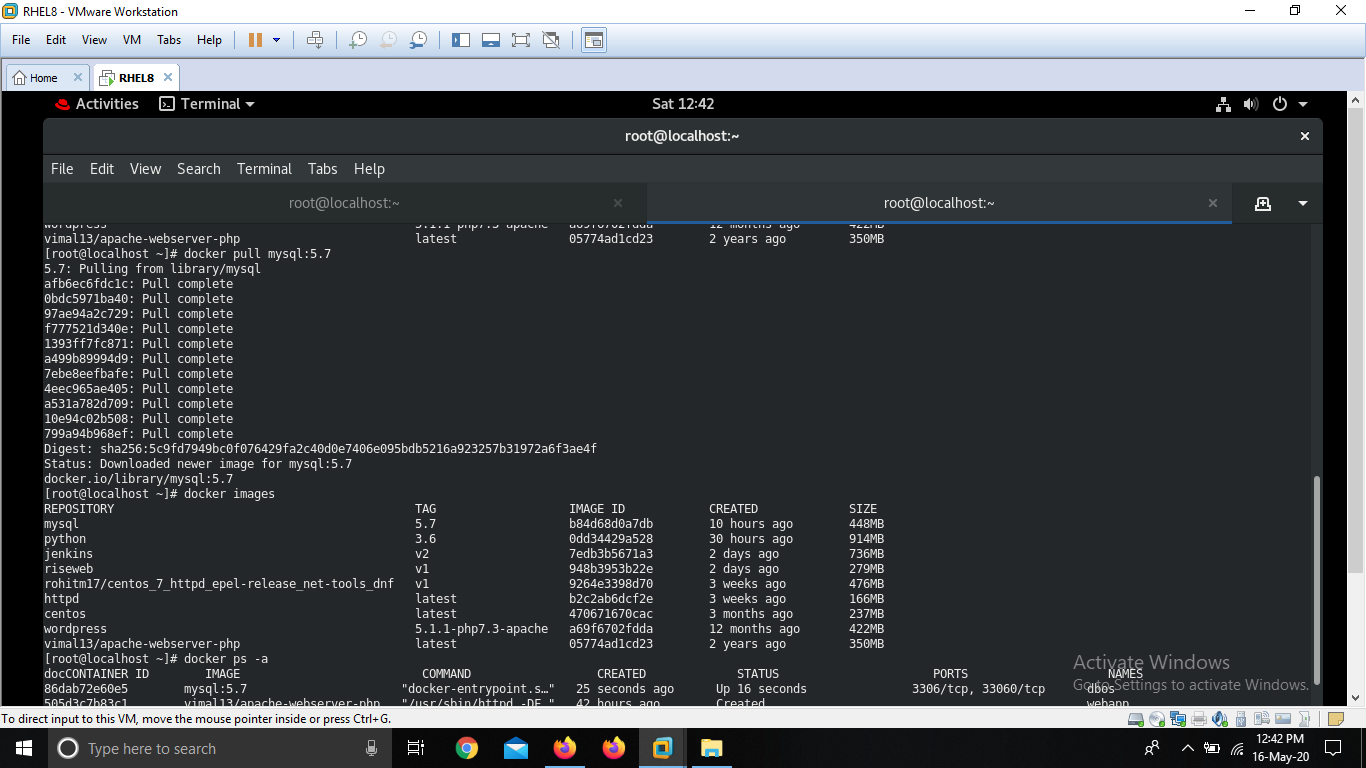 RHEL8 - VMware Workstation
File Edit View VM Tabs Help
Home RHEL8
Activities Terminal Sat 12:42
root@localhost:~
File Edit View Search Terminal Tabs Help
root@localhost:~ root@localhost:~
wordpress 5.1.1-php7.3-apache a69f6702fdda 12 months ago 422MB
vimal13/apache-webserver-php latest 05774ad1cd23 2 years ago 350MB
[root@localhost ~]# docker pull mysql:5.7
5.7: Pulling from library/mysql
afb6ec6fdc1c: Pull complete
0bdc5971ba40: Pull complete
97ae94a2c729: Pull complete
f777521d340e: Pull complete
1393ff7fc871: Pull complete
a499b89994d9: Pull complete
7ebe8eefbafe: Pull complete
4eec965ae405: Pull complete
a531a782d709: Pull complete
10e94c02b508: Pull complete
799a94b968ef: Pull complete
Digest: sha256:5c9fd7949bc0f076429fa2c40d0e7406e095bdb5216a923257b31972a6f3ae4f
Status: Downloaded newer image for mysql:5.7
docker.io/library/mysql:5.7
[root@localhost ~]# docker images
REPOSITORY TAG IMAGE ID CREATED SIZE
mysql 5.7 b84d68d0a7db 10 hours ago 448MB
python 3.6 0dd34429a528 30 hours ago 914MB
jenkins v2 7edb3b5671a3 2 days ago 736MB
riseweb v1 948b3953b22e 2 days ago 279MB
rohitm17/centos_7_httpd_epel-release_net-tools_dnf v1 9264e3398d70 3 weeks ago 476MB
httpd latest b2c2ab6dcf2e 3 weeks ago 166MB
centos latest 470671670cac 3 months ago 237MB
wordpress 5.1.1-php7.3-apache a69f6702fdda 12 months ago 422MB
vimal13/apache-webserver-php latest 05774ad1cd23 2 years ago 350MB
[root@localhost ~]# docker ps -a
docCONTAINER ID IMAGE COMMAND CREATED STATUS PORTS NAMES
86dab72e60e5 mysql:5.7 "docker-entrypoint.s…" 25 seconds ago Up 16 seconds 3306/tcp, 33060/tcp dbos
505d3c7b83c1 vimal13/apache-webserver-php "/usr/sbin/httpd -DF…" 42 hours ago Created webapp
Activate Windows
Go to Settings to activate Windows.
To direct input to this VM, move the mouse pointer inside or press Ctrl+G.
Type here to search
12:42 PM
16-May-20